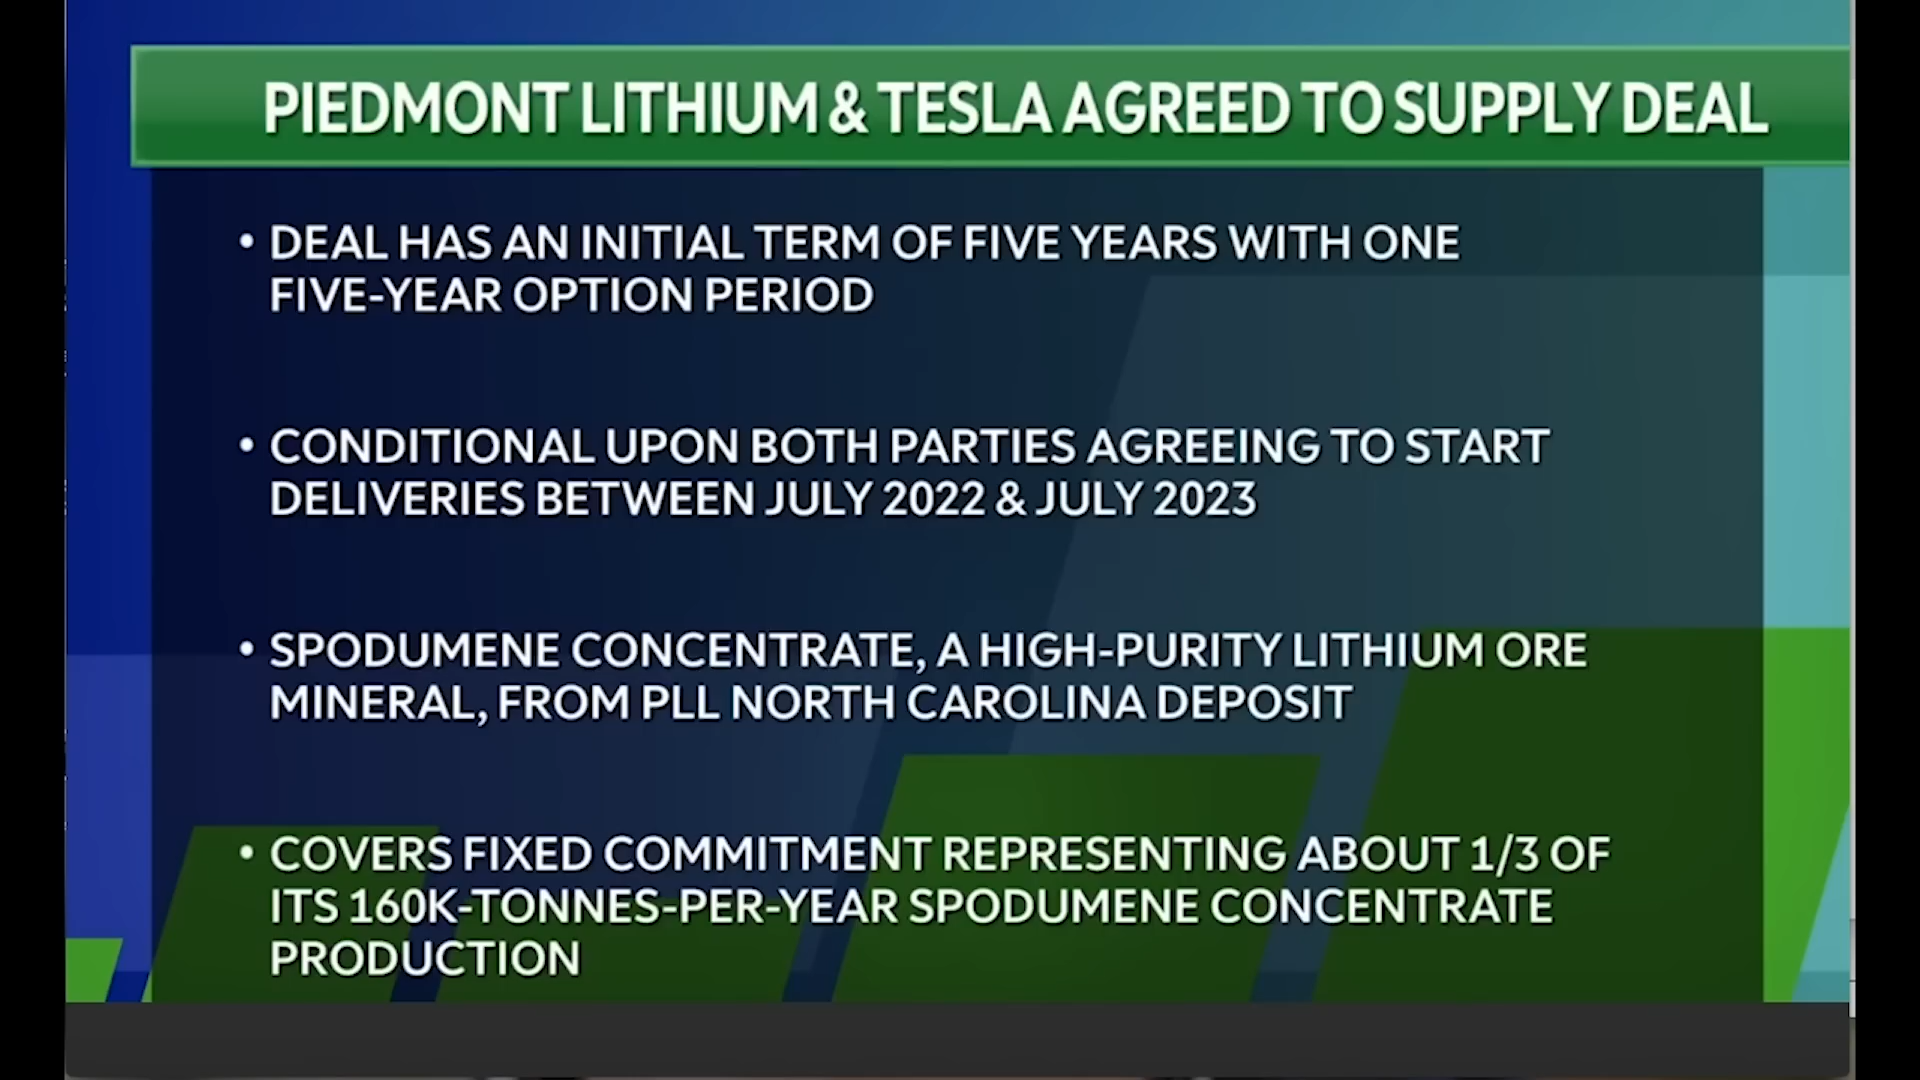 PIEDMONT LITHIUM & TESLA AGREED TO SUPPLY DEAL
• DEAL HAS AN INITIAL TERM OF FIVE YEARS WITH ONE
FIVE-YEAR OPTION PERIOD
• CONDITIONAL UPON BOTH PARTIES AGREEING TO START
DELIVERIES BETWEEN JULY 2022 & JULY 2023
• SPODUMENE CONCENTRATE, A HIGH-PURITY LITHIUM ORE
MINERAL, FROM PLL NORTH CAROLINA DEPOSIT
• COVERS FIXED COMMITMENT REPRESENTING ABOUT 1/3 OF
ITS 160K-TONNES-PER-YEAR SPODUMENE CONCENTRATE
PRODUCTION